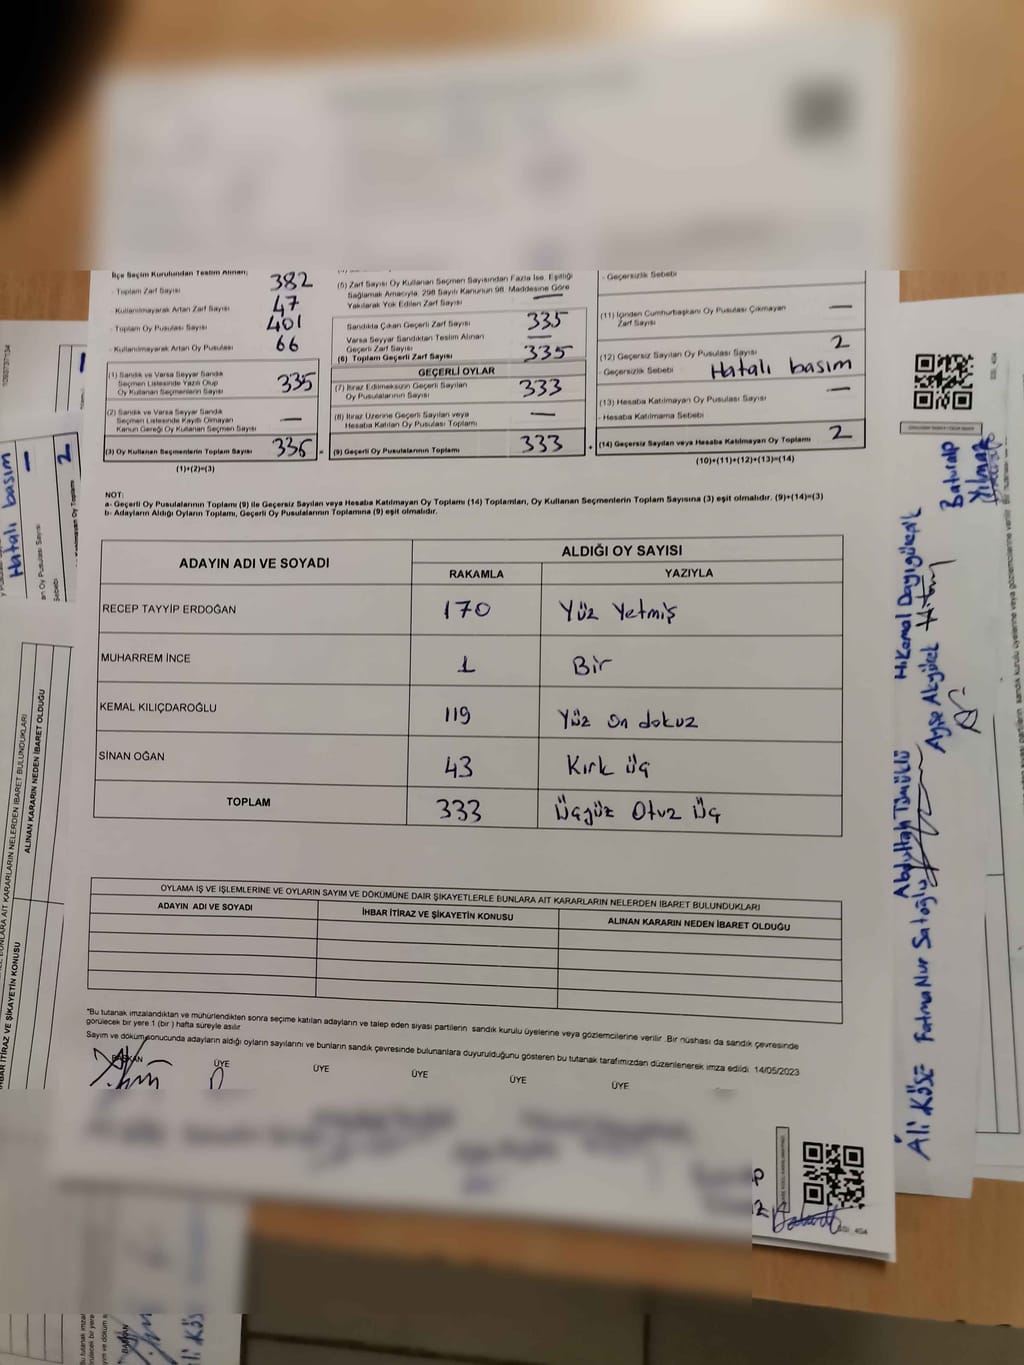 İlçe Seçim Kurulundan Teslim Alınan;
- Toplam Zarf Sayısı 382
- Kullanılmayarak Artan Zarf Sayısı 47
- Toplam Oy Pusulası Sayısı 401
- Kullanılmayarak Artan Oy Pusulası 66
(1) Sandık ve Varsa Seyyar Sandık
Seçmen Listesinde Yazılı Olup
Oy Kullanan Seçmenlerin Sayısı 335
(2) Sandık ve Varsa Seyyar Sandık
Seçmen Listesinde Kayıtlı Olmayan
Kanun Gereği Oy Kullanan Seçmen Sayısı —
(3) Oy Kullanan Seçmenlerin Toplam Sayısı 335
(1)+(2)=(3)
(5) Zarf Sayısı Oy Kullanan Seçmen Sayısından Fazla İse, Eşitliği
Sağlamak Amacıyla, 298 Sayılı Kanunun 98. Maddesine Göre
Yakılarak Yok Edilen Zarf Sayısı —
Sandıkta Çıkan Geçerli Zarf Sayısı 335
Varsa Seyyar Sandıktan Teslim Alınan
Geçerli Zarf Sayısı —
(6) Toplam Geçerli Zarf Sayısı 335
GEÇERLİ OYLAR
(7) İtiraz Edilmeksizin Geçerli Sayılan
Oy Pusulalarının Sayısı 333
(8) İtiraz Üzerine Geçerli Sayılan veya
Hesaba Katılan Oy Pusulası Toplamı —
(9) Geçerli Oy Pusulalarının Toplamı 333
- Geçersizlik Sebebi
(11) İçinden Cumhurbaşkanı Oy Pusulası Çıkmayan
Zarf Sayısı —
(12) Geçersiz Sayılan Oy Pusulası Sayısı 2
- Geçersizlik Sebebi Hatalı basım
(13) Hesaba Katılmayan Oy Pusulası Sayısı —
- Hesaba Katılmama Sebebi
(14) Geçersiz Sayılan veya Hesaba Katılmayan Oy Toplamı 2
(10)+(11)+(12)+(13)=(14)
NOT:
a- Geçerli Oy Pusulalarının Toplamı (9) ile Geçersiz Sayılan veya Hesaba Katılmayan Oy Toplamı (14) Toplamları, Oy Kullanan Seçmenlerin Toplam Sayısına (3) eşit olmalıdır. (9)+(14)=(3)
b- Adayların Aldığı Oyların Toplamı, Geçerli Oy Pusulalarının Toplamına (9) eşit olmalıdır.
ADAYIN ADI VE SOYADI ALDIĞI OY SAYISI
RAKAMLA YAZIYLA
RECEP TAYYİP ERDOĞAN 170 Yüz Yetmiş
MUHARREM İNCE 1 Bir
KEMAL KILIÇDAROĞLU 119 Yüz on dokuz
SİNAN OĞAN 43 Kırk üç
TOPLAM 333 Üçyüz Otuz Üç
OYLAMA İŞ VE İŞLEMLERİNE VE OYLARIN SAYIM VE DÖKÜMÜNE DAİR ŞİKAYETLERLE BUNLARA AİT KARARLARIN NELERDEN İBARET BULUNDUKLARI
ADAYIN ADI VE SOYADI İHBAR İTİRAZ VE ŞİKAYETİN KONUSU ALINAN KARARIN NEDEN İBARET OLDUĞU
*Bu tutanak imzalandıktan ve mühürlendikten sonra seçime katılan adayların ve talep eden siyasi partilerin sandık kurulu üyelerine veya gözlemcilerine verilir. Bir nüshası da sandık çevresinde
görülecek bir yere 1 (bir) hafta süreyle asılır.
Sayım ve döküm sonucunda adayların aldığı oyların sayılarını ve bunların sandık çevresinde bulunanlara duyurulduğunu gösteren bu tutanak tarafımızdan düzenlenerek imza edildi. 14/05/2023
BAŞKAN ÜYE ÜYE ÜYE ÜYE ÜYE
Hatalı basım
2
ALINAN KARARIN NEDEN İBARET OLDUĞU
Baturalp
Yılmaz
H.Kemal
Ayşe Akgülek
Abdullah Tümüklü
Ali KÖSE
Fatma Nur Satoğlu